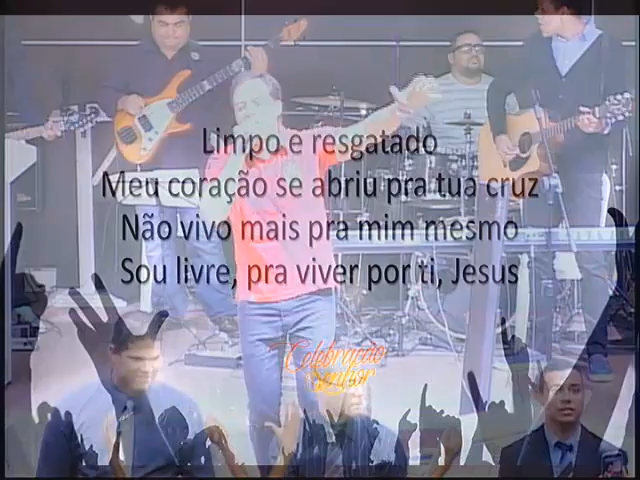 Limpo e resgatado
Meu coração se abriu pra tua cruz
Não vivo mais pra mim mesmo
Sou livre, pra viver por ti, Jesus
Celebração
Senhor